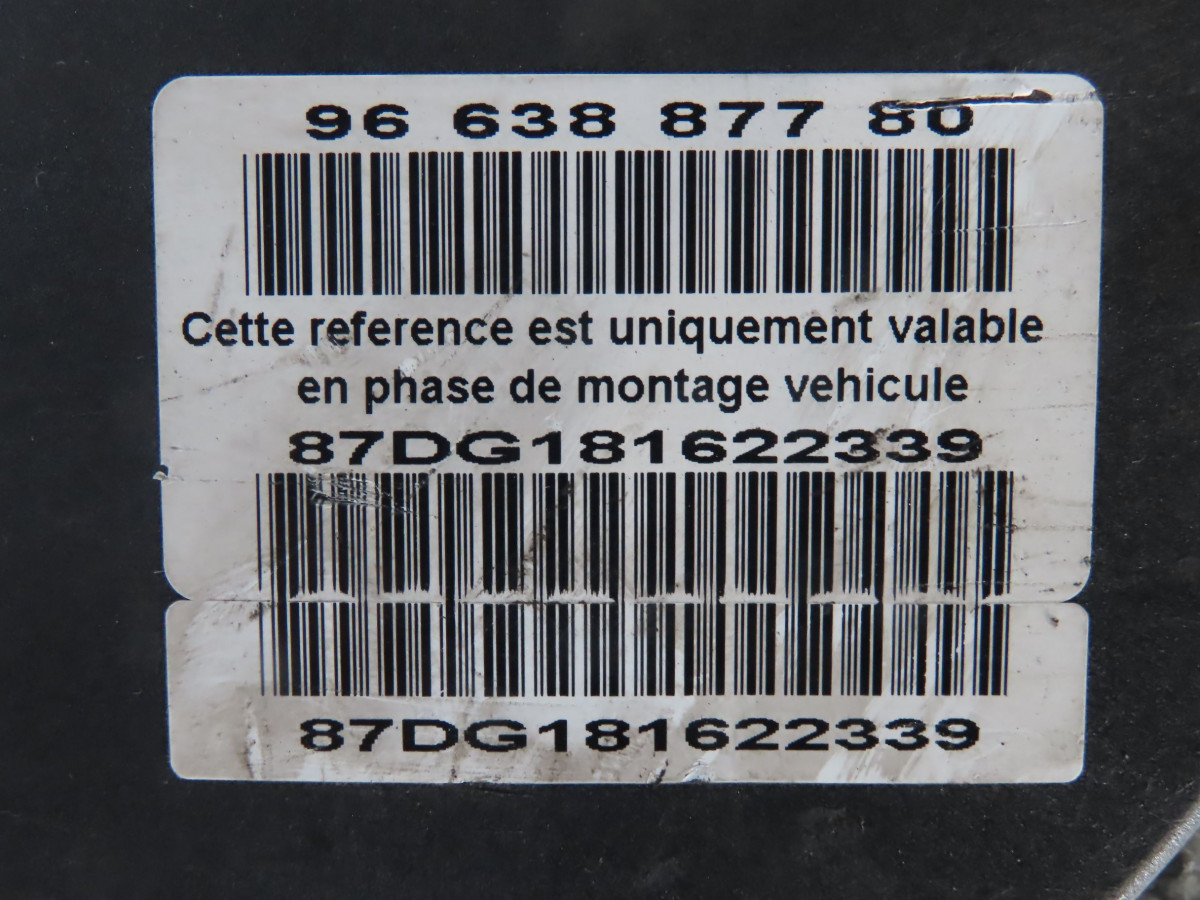 96 638 877 80
Cette reference est uniquement valable
en phase de montage vehicule
87DG181622339
87DG181622339